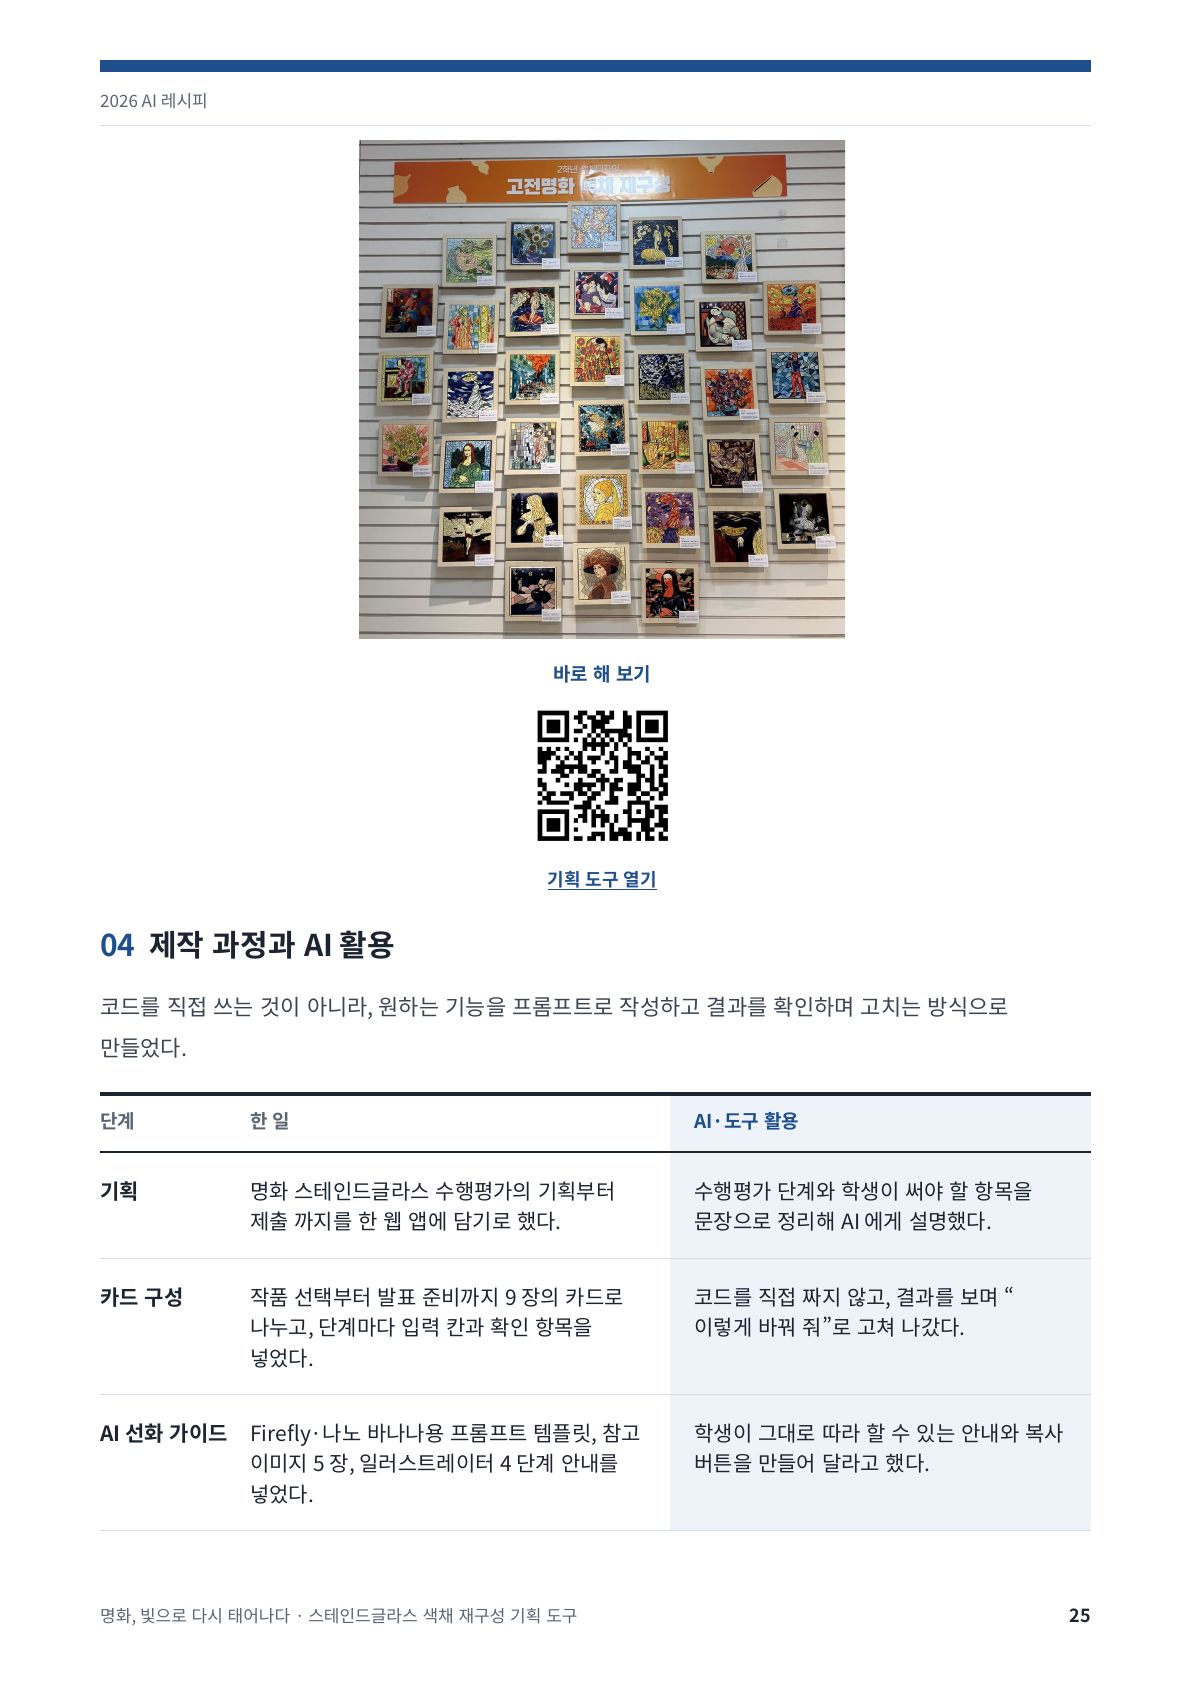 2026 AI 레시피
2학년
고전명화 색채 재구성
바로 해 보기
기획 도구 열기
04 제작 과정과 AI 활용
코드를 직접 쓰는 것이 아니라, 원하는 기능을 프롬프트로 작성하고 결과를 확인하며 고치는 방식으로
만들었다.
단계
한 일
AI · 도구 활용
기획
명화 스테인드글라스 수행평가의 기획부터
제출 까지를 한 웹 앱에 담기로 했다.
수행평가 단계와 학생이 써야 할 항목을
문장으로 정리해 AI 에게 설명했다.
카드 구성
작품 선택부터 발표 준비까지 9 장의 카드로
나누고, 단계마다 입력 칸과 확인 항목을
넣었다.
코드를 직접 짜지 않고, 결과를 보며 “
이렇게 바꿔 줘”로 고쳐 나갔다.
AI 선화 가이드
Firefly · 나노 바나나용 프롬프트 템플릿, 참고
이미지 5 장, 일러스트레이터 4 단계 안내를
넣었다.
학생이 그대로 따라 할 수 있는 안내와 복사
버튼을 만들어 달라고 했다.
명화, 빛으로 다시 태어나다 · 스테인드글라스 색채 재구성 기획 도구
25